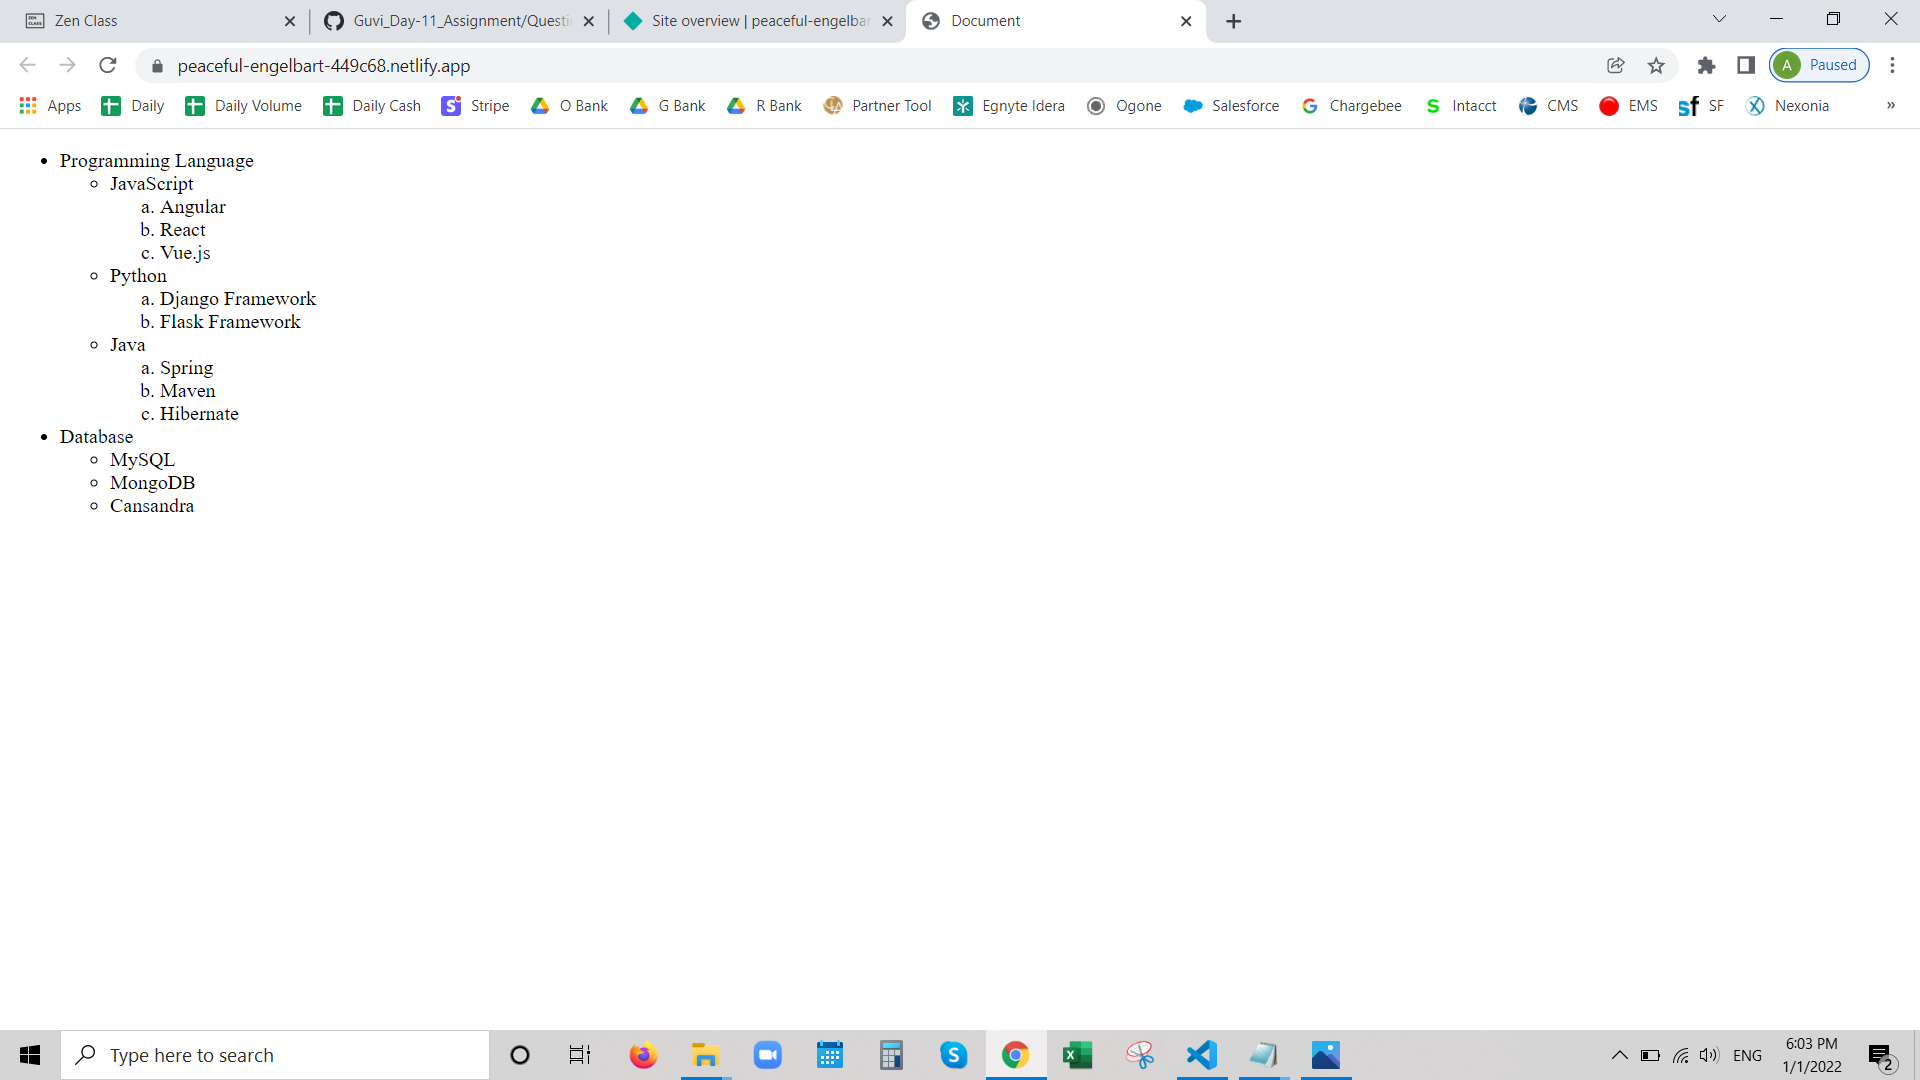 Zen Class
Guvi_Day-11_Assignment/Questi
Site overview | peaceful-engelbar
Document
peaceful-engelbart-449c68.netlify.app
A Paused
Apps Daily Daily Volume Daily Cash Stripe O Bank G Bank R Bank Partner Tool Egnyte Idera Ogone Salesforce Chargebee Intacct CMS EMS SF Nexonia »
• Programming Language
◦ JavaScript
a. Angular
b. React
c. Vue.js
◦ Python
a. Django Framework
b. Flask Framework
◦ Java
a. Spring
b. Maven
c. Hibernate
• Database
◦ MySQL
◦ MongoDB
◦ Cansandra
Type here to search
ENG
6:03 PM
1/1/2022
2